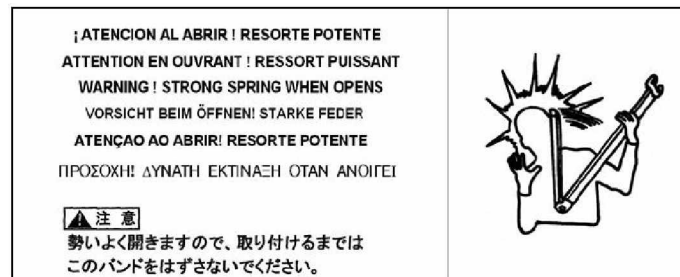 ¡ ATENCION AL ABRIR ! RESORTE POTENTE
ATTENTION EN OUVRANT ! RESSORT PUISSANT
WARNING ! STRONG SPRING WHEN OPENS
VORSICHT BEIM ÖFFNEN! STARKE FEDER
ATENÇAO AO ABRIR! RESORTE POTENTE
ΠΡΟΣΟΧΗ! ΔΥΝΑΤΗ ΕΚΤΙΝΑΞΗ ΟΤΑΝ ΑΝΟΙΓΕΙ
注 意
勢いよく開きますので、取り付けるまでは
このバンドをはずさないでください。